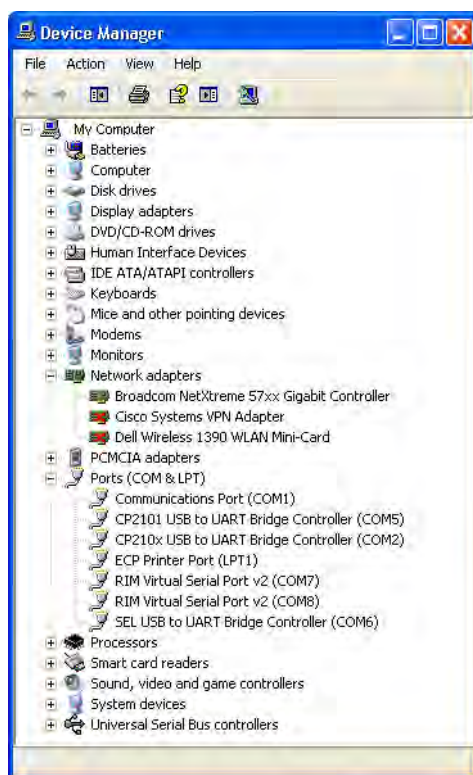 Device Manager
File Action View Help
My Computer
Batteries
Computer
Disk drives
Display adapters
DVD/CD-ROM drives
Human Interface Devices
IDE ATA/ATAPI controllers
Keyboards
Mice and other pointing devices
Modems
Monitors
Network adapters
Broadcom NetXtreme 57xx Gigabit Controller
Cisco Systems VPN Adapter
Dell Wireless 1390 WLAN Mini-Card
PCMCIA adapters
Ports (COM & LPT)
Communications Port (COM1)
CP2101 USB to UART Bridge Controller (COM5)
CP210x USB to UART Bridge Controller (COM2)
ECP Printer Port (LPT1)
RIM Virtual Serial Port v2 (COM7)
RIM Virtual Serial Port v2 (COM8)
SEL USB to UART Bridge Controller (COM6)
Processors
Smart card readers
Sound, video and game controllers
System devices
Universal Serial Bus controllers